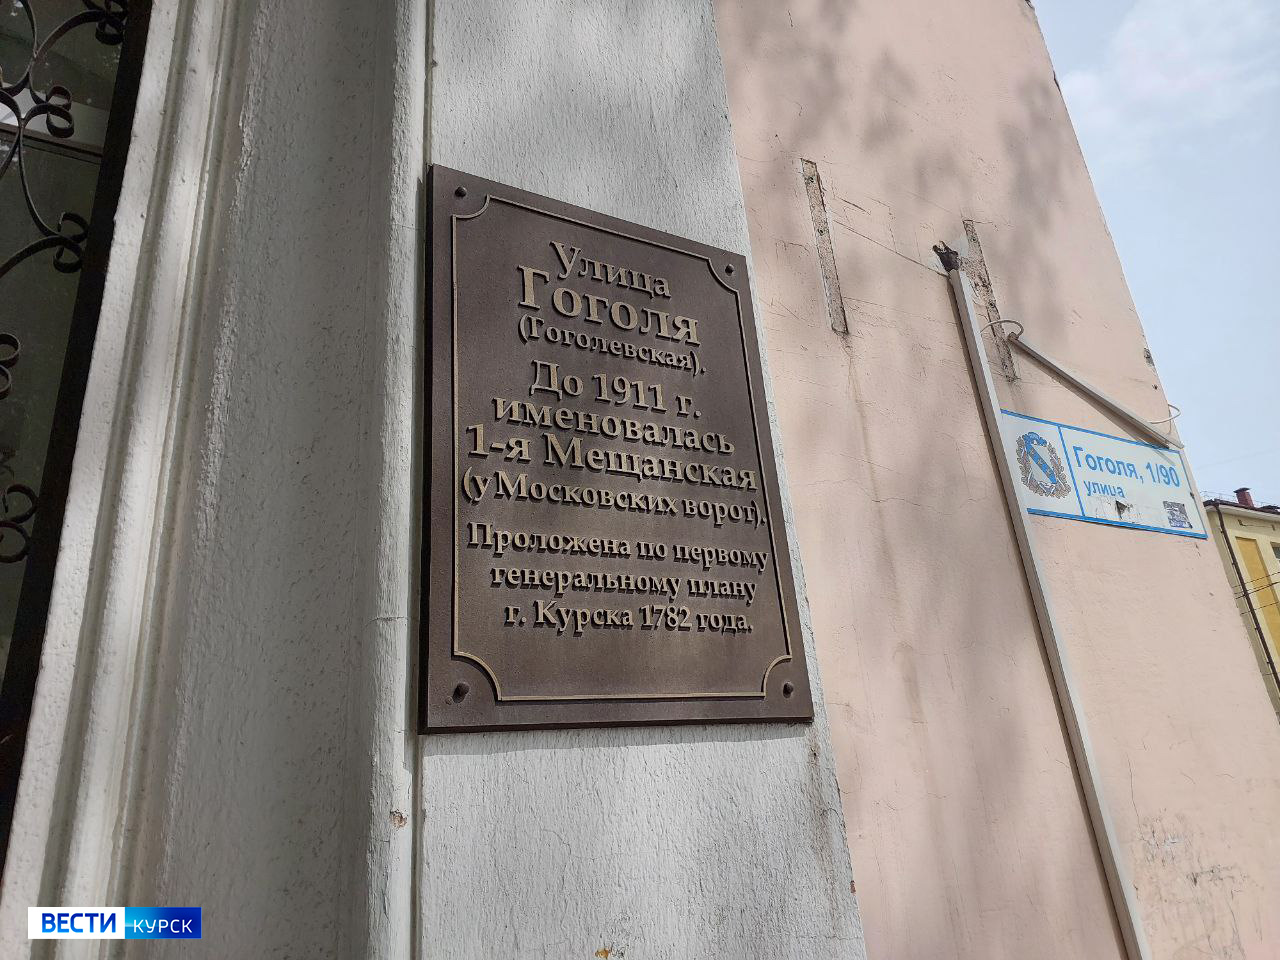 Улица
Гоголя
(Гоголевская).
До 1911 г.
именовалась
1-я Мещанская
(у Московских ворот).
Проложена по первому
генеральному плану
г. Курска 1782 года.
Гоголя, 1/90
улица
ВЕСТИ КУРСК